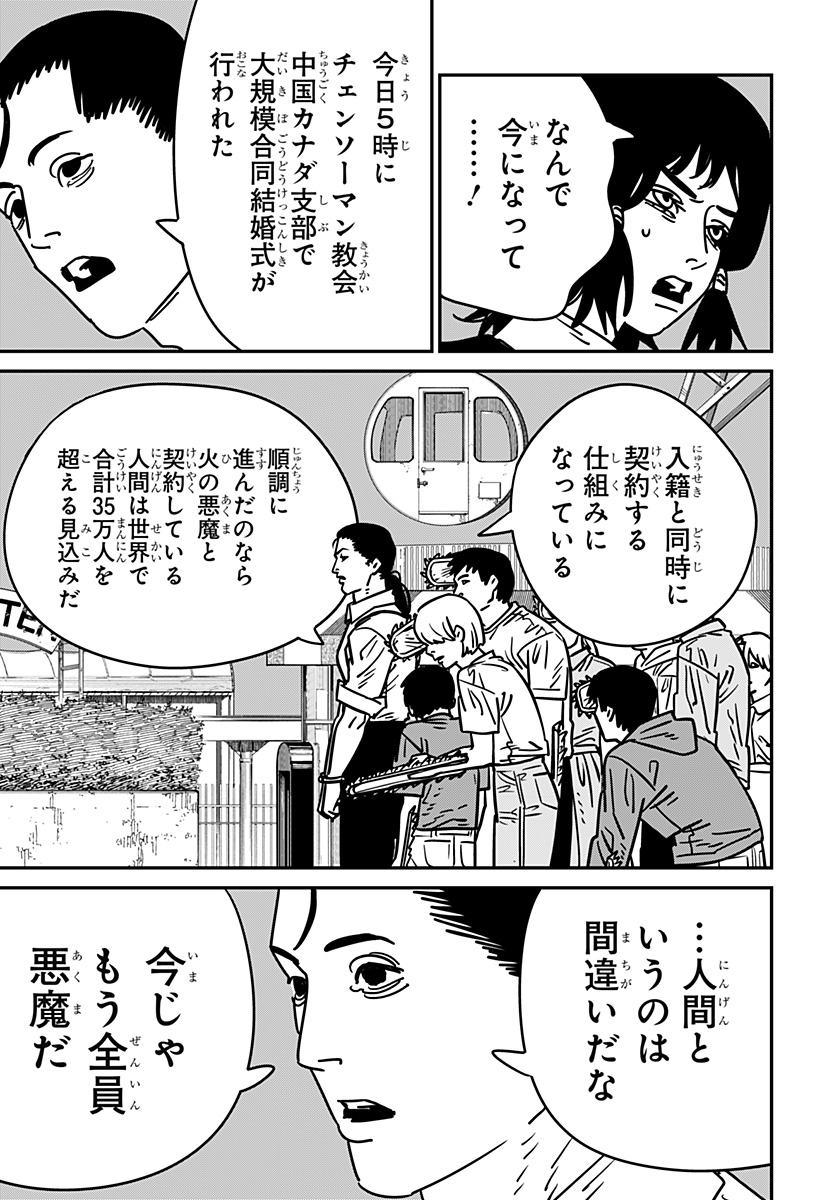 なんで
今になって
……！
今日5時に
チェンソーマン教会
中国カナダ支部で
大規模合同結婚式が
行われた
入籍と同時に
契約する
仕組みに
なっている
順調に
進んだのなら
火の悪魔と
契約している
人間は世界で
合計35万人を
超える見込みだ
TEN
…人間と
いうのは
間違いだな
今じゃ
もう全員
悪魔だ